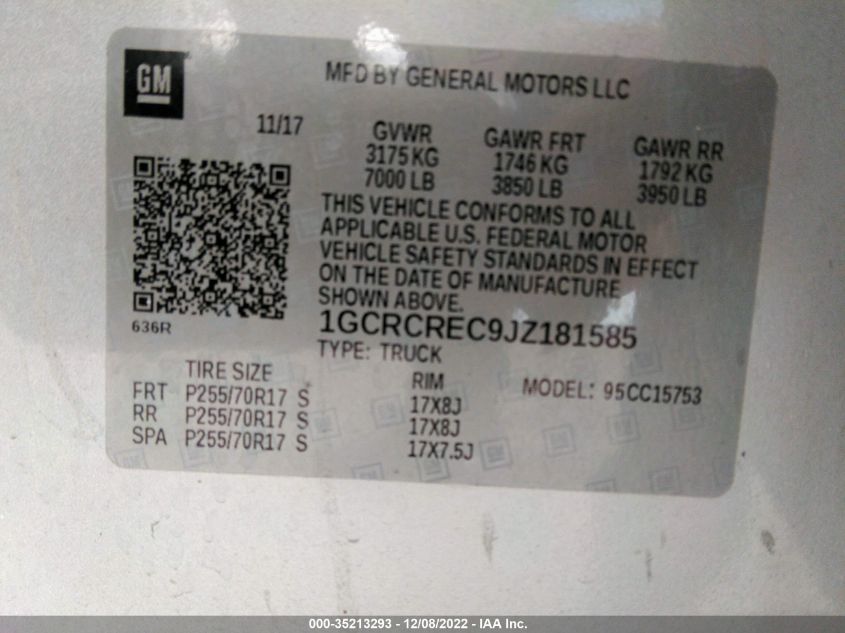 GM
MFD BY GENERAL MOTORS LLC
11/17
GVWR GAWR FRT GAWR RR
3175 KG 1746 KG 1792 KG
7000 LB 3850 LB 3950 LB
THIS VEHICLE CONFORMS TO ALL
APPLICABLE U.S. FEDERAL MOTOR
VEHICLE SAFETY STANDARDS IN EFFECT
ON THE DATE OF MANUFACTURE
SHOWN ABOVE.
636R
1GCRCREC9JZ181585
TYPE: TRUCK
TIRE SIZE RIM MODEL: 95CC15753
FRT P255/70R17 S 17X8J
RR P255/70R17 S 17X8J
SPA P255/70R17 S 17X7.5J
000-35213293 - 12/08/2022 - IAA Inc.